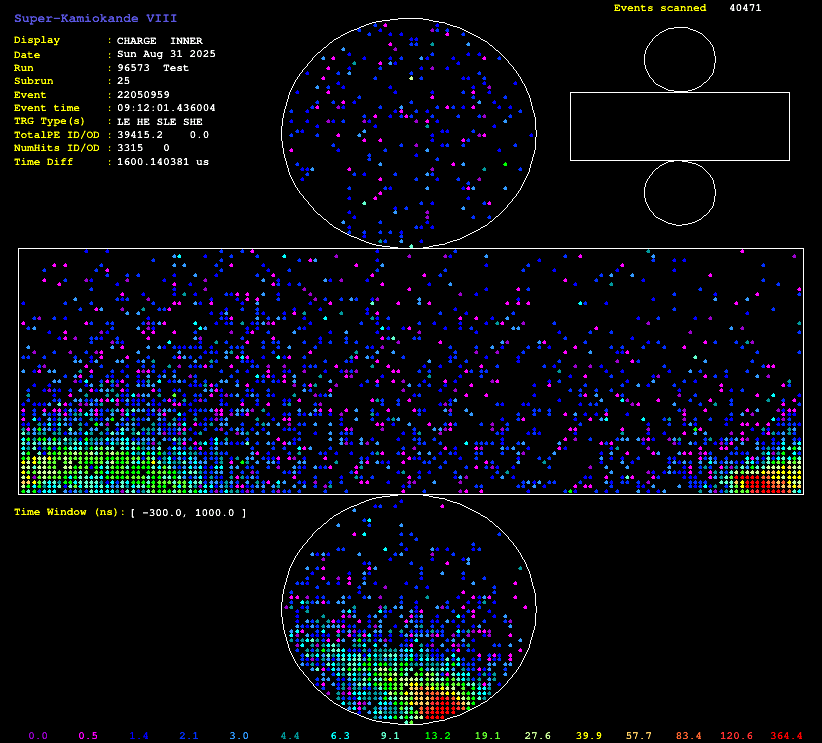 Super-Kamiokande VIII
Events scanned 40471
Display : CHARGE INNER
Date : Sun Aug 31 2025
Run : 96573 Test
Subrun : 25
Event : 22050959
Event time : 09:12:01.436004
TRG Type(s) : LE HE SLE SHE
TotalPE ID/OD : 39415.2 0.0
NumHits ID/OD : 3315 0
Time Diff : 1600.140381 us
Time Window (ns): [ -300.0, 1000.0 ]
0.0 0.5 1.4 2.1 3.0 4.4 6.3 9.1 13.2 19.1 27.6 39.9 57.7 83.4 120.6 364.4